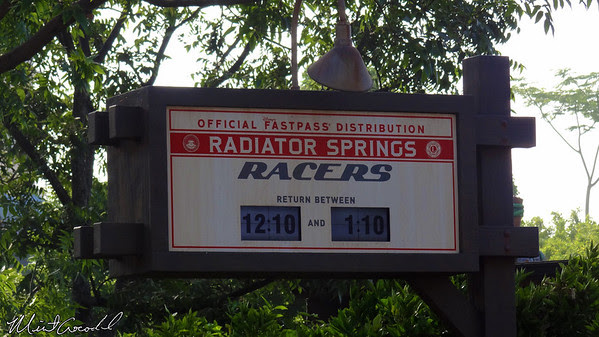 OFFICIAL FASTPASS DISTRIBUTION
RADIATOR SPRINGS
RACERS
RETURN BETWEEN
12:10 AND 1:10